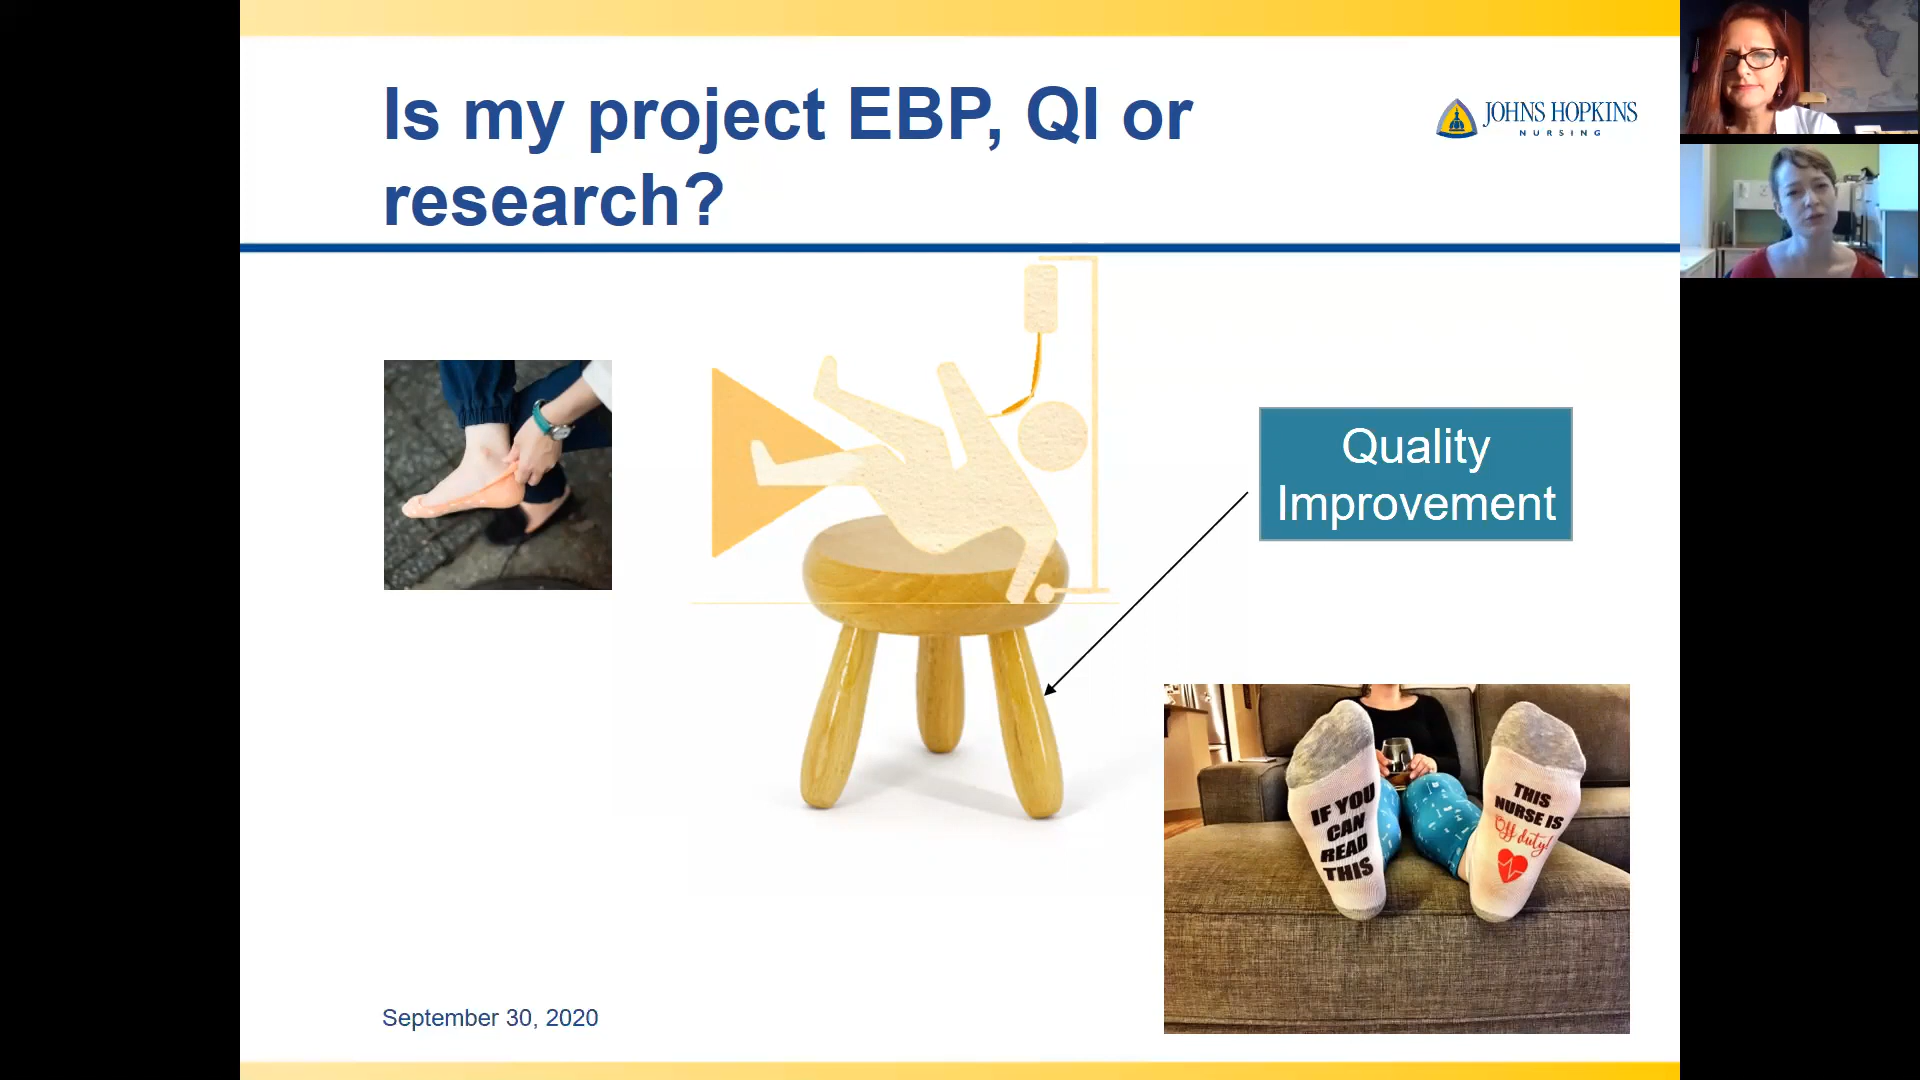 Is my project EBP, QI or
research?
JOHNS HOPKINS
NURSING
Quality
Improvement
IF YOU
CAN
READ
THIS
THIS
NURSE IS
Off duty!
September 30, 2020